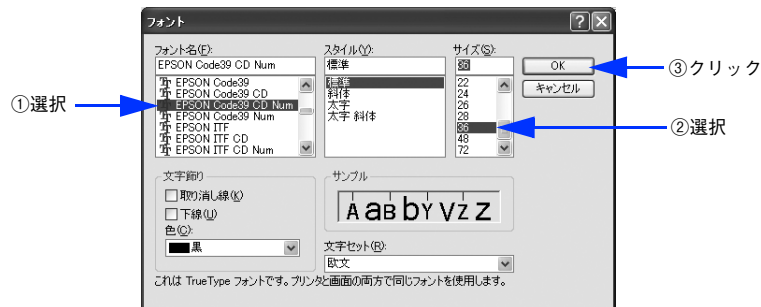 フォント
フォント名(F):
スタイル(Y):
サイズ(S):
EPSON Code39 CD Num
標準
36
OK
キャンセル
EPSON Code39
EPSON Code39 CD
EPSON Code39 CD Num
EPSON Code39 Num
EPSON ITF
EPSON ITF CD
EPSON ITF CD Num
標準
斜体
太字
太字 斜体
22
24
26
28
36
48
72
①選択
②選択
③クリック
文字飾り
取り消し線(K)
下線(U)
色(C):
黒
サンプル
AaBbYyZz
文字セット(R):
欧文
これは TrueType フォントです。プリンタと画面の両方で同じフォントを使用します。